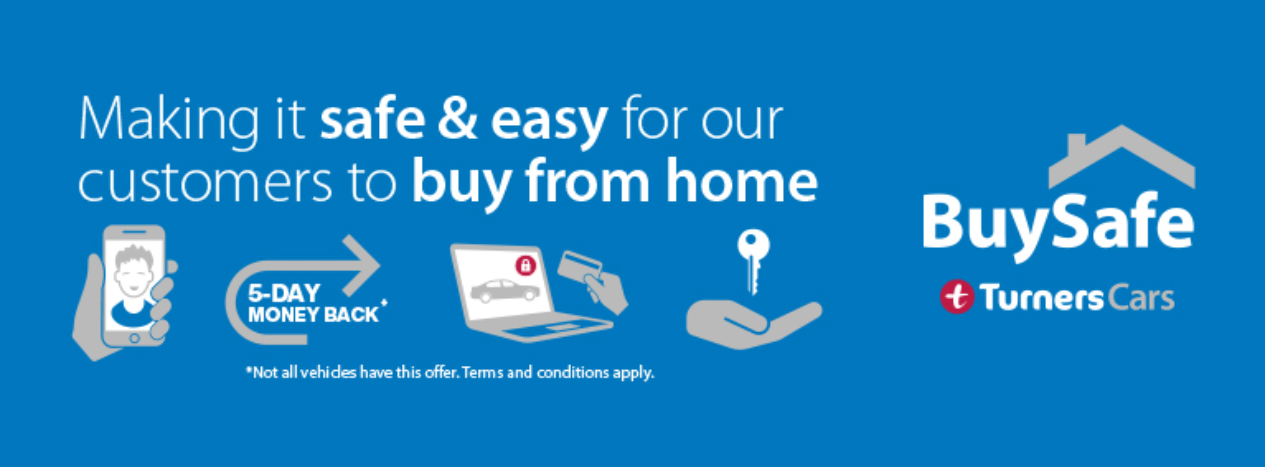 Making it safe & easy for our
customers to buy from home
5-DAY
MONEY BACK*
*Not all vehicles have this offer. Terms and conditions apply.
BuySafe
t Turners Cars